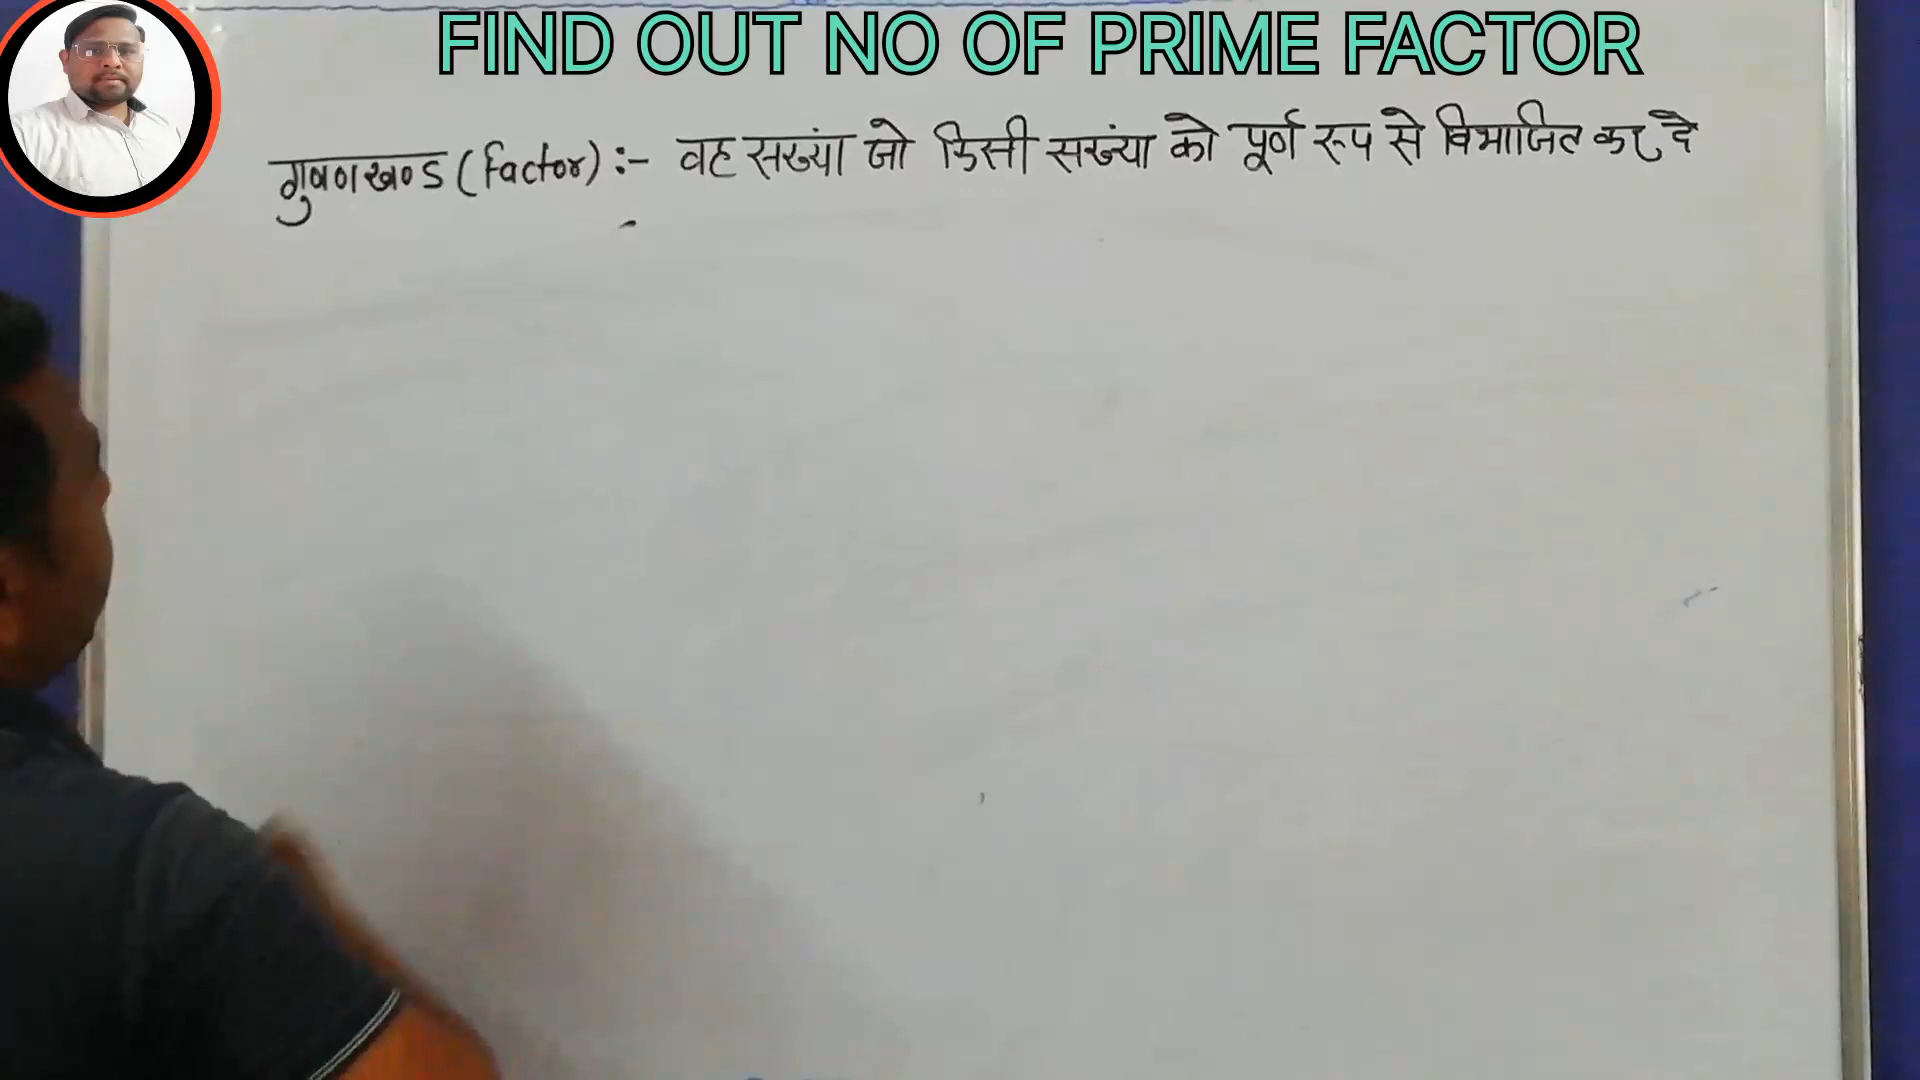 FIND OUT NO OF PRIME FACTOR
गुणनखण्ड (factor) :- वह सख्यां जो किसी सख्यां को पूर्ण रूप से विभाजित कर दे